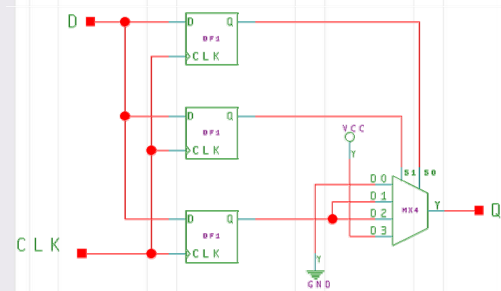 D
D Q
DF1
CLK
D Q
DF1
CLK
VCC
Y
S1 S0
D0
D1
D2
D3
MX4
Y
Q
D Q
DF1
CLK
CLK
Y
GND